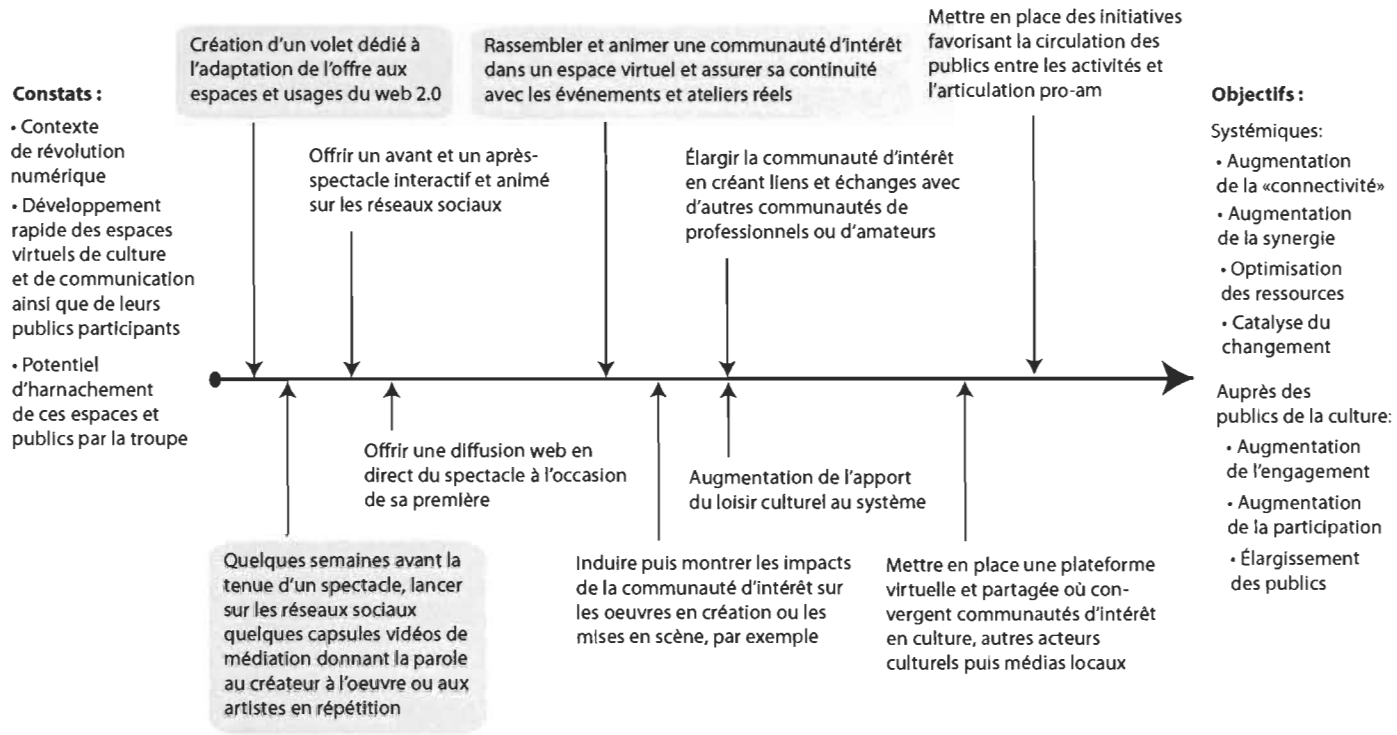 Constats :
• Contexte
de révolution
numérique
• Développement
rapide des espaces
virtuels de culture
et de communication
ainsi que de leurs
publics participants
• Potentiel
d'harnachement
de ces espaces et
publics par la troupe
Création d'un volet dédié à
l'adaptation de l'offre aux
espaces et usages du web 2.0
Offrir un avant et un après-
spectacle interactif et animé
sur les réseaux sociaux
Rassembler et animer une communauté d'intérêt
dans un espace virtuel et assurer sa continuité
avec les événements et ateliers réels
Élargir la communauté d'intérêt
en créant liens et échanges avec
d'autres communautés de
professionnels ou d'amateurs
Mettre en place des initiatives
favorisant la circulation des
publics entre les activités et
l'articulation pro-am
Quelques semaines avant la
tenue d'un spectacle, lancer
sur les réseaux sociaux
quelques capsules vidéos de
médiation donnant la parole
au créateur à l'oeuvre ou aux
artistes en répétition
Offrir une diffusion web en
direct du spectacle à l'occasion
de sa première
Induire puis montrer les impacts
de la communauté d'intérêt sur
les oeuvres en création ou les
mises en scène, par exemple
Augmentation de l'apport
du loisir culturel au système
Mettre en place une plateforme
virtuelle et partagée où con-
vergent communautés d'intérêt
en culture, autres acteurs
culturels puis médias locaux
Objectifs :
Systémiques:
• Augmentation
de la «connectivité»
• Augmentation
de la synergie
• Optimisation
des ressources
• Catalyse du
changement
Auprès des
publics de la culture:
• Augmentation
de l'engagement
• Augmentation
de la participation
• Élargissement
des publics